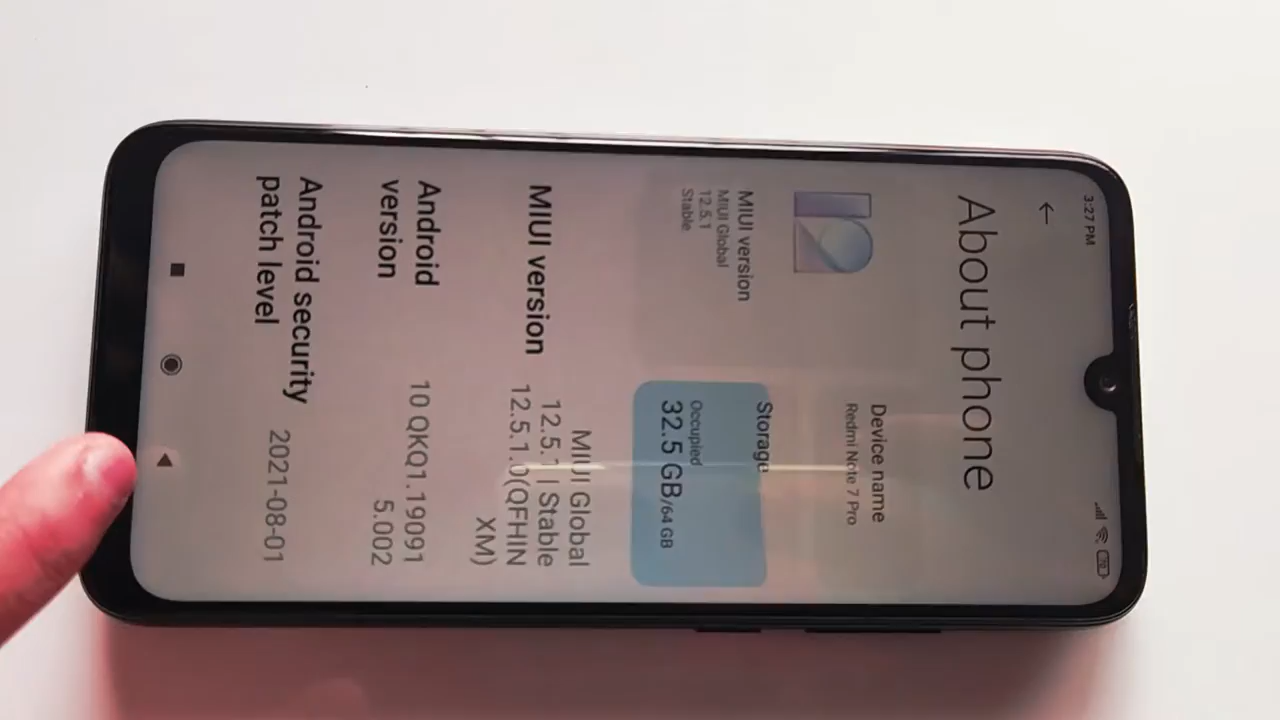 3:27 PM
70
About phone
MIUI version
MIUI Global
12.5.1
Stable
Device name
Redmi Note 7 Pro
Storage
Occupied
32.5 GB/64 GB
MIUI version
MIUI Global
12.5.1 | Stable
12.5.1.0(QFHIN
XM)
Android
version
10 QKQ1.19091
5.002
Android security
patch level
2021-08-01